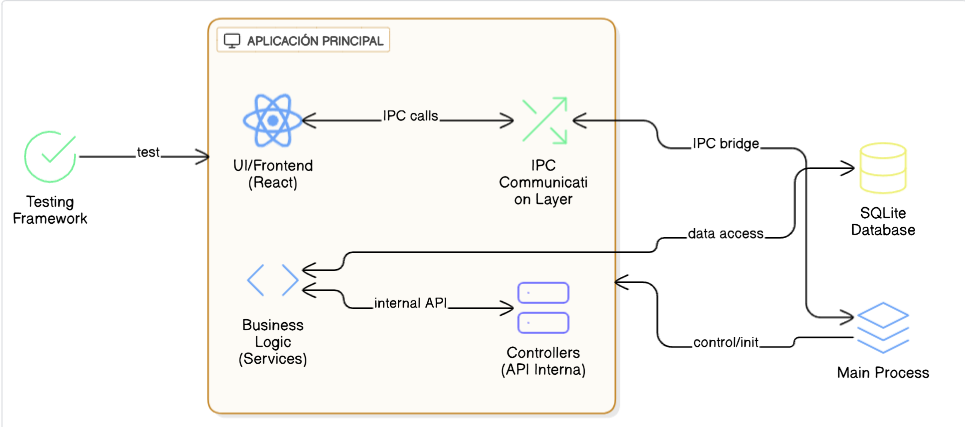 APLICACIÓN PRINCIPAL
IPC calls
UI/Frontend
(React)
IPC
Communicati
on Layer
IPC bridge
test
Testing
Framework
SQLite
Database
data access
internal API
Business
Logic
(Services)
Controllers
(API Interna)
control/init
Main Process